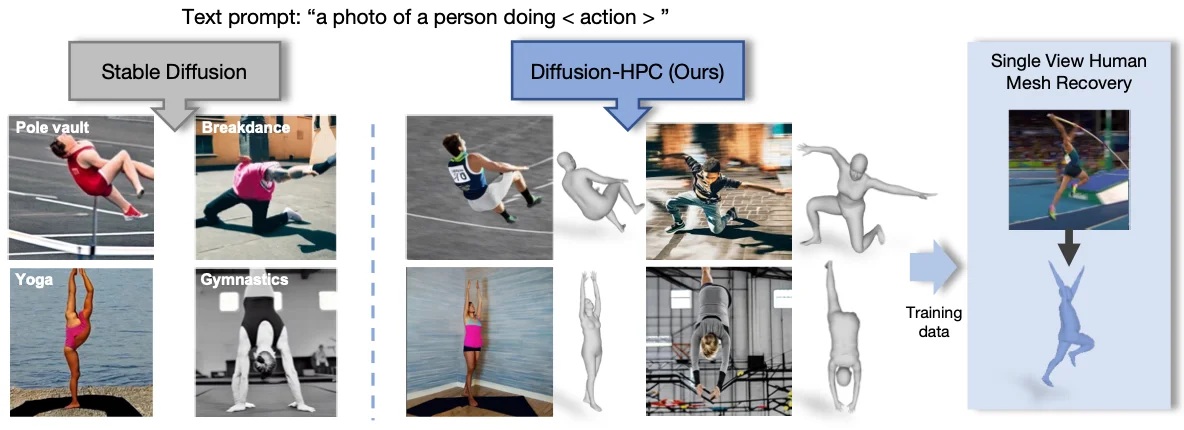 Text prompt: “a photo of a person doing < action > ”
Stable Diffusion
Diffusion-HPC (Ours)
Single View Human
Mesh Recovery
Pole vault
Breakdance
Yoga
Gymnastics
Training
data